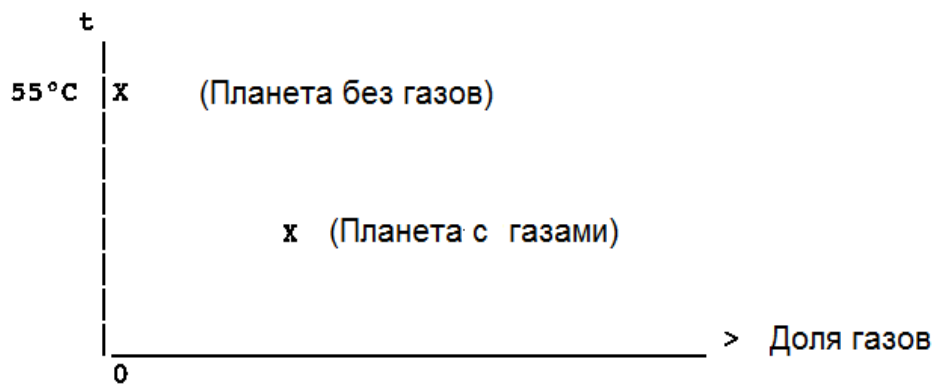 t
55°C X (Планета без газов)
x (Планета с газами)
> Доля газов
0